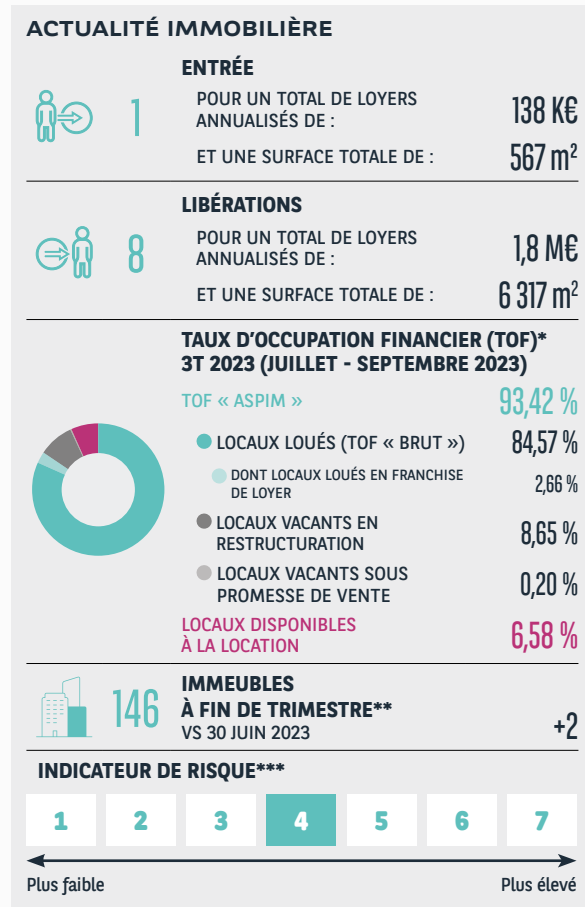 ACTUALITÉ IMMOBILIÈRE
ENTRÉE
1
POUR UN TOTAL DE LOYERS
ANNUALISÉS DE :
138 K€
ET UNE SURFACE TOTALE DE :
567 m²
LIBÉRATIONS
8
POUR UN TOTAL DE LOYERS
ANNUALISÉS DE :
1,8 M€
ET UNE SURFACE TOTALE DE :
6 317 m²
TAUX D'OCCUPATION FINANCIER (TOF)*
3T 2023 (JUILLET - SEPTEMBRE 2023)
TOF « ASPIM »
93,42 %
LOCAUX LOUÉS (TOF « BRUT »)
84,57 %
DONT LOCAUX LOUÉS EN FRANCHISE
DE LOYER
2,66 %
LOCAUX VACANTS EN
RESTRUCTURATION
8,65 %
LOCAUX VACANTS SOUS
PROMESSE DE VENTE
0,20 %
LOCAUX DISPONIBLES
À LA LOCATION
6,58 %
146
IMMEUBLES
À FIN DE TRIMESTRE**
VS 30 JUIN 2023
+2
INDICATEUR DE RISQUE***
1 2 3 4 5 6 7
Plus faible Plus élevé